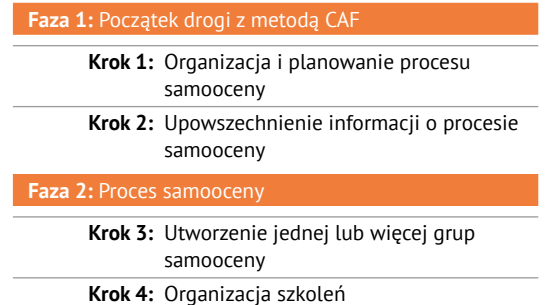 Faza 1: Początek drogi z metodą CAF
Krok 1: Organizacja i planowanie procesu
samooceny
Krok 2: Upowszechnienie informacji o procesie
samooceny
Faza 2: Proces samooceny
Krok 3: Utworzenie jednej lub więcej grup
samooceny
Krok 4: Organizacja szkoleń